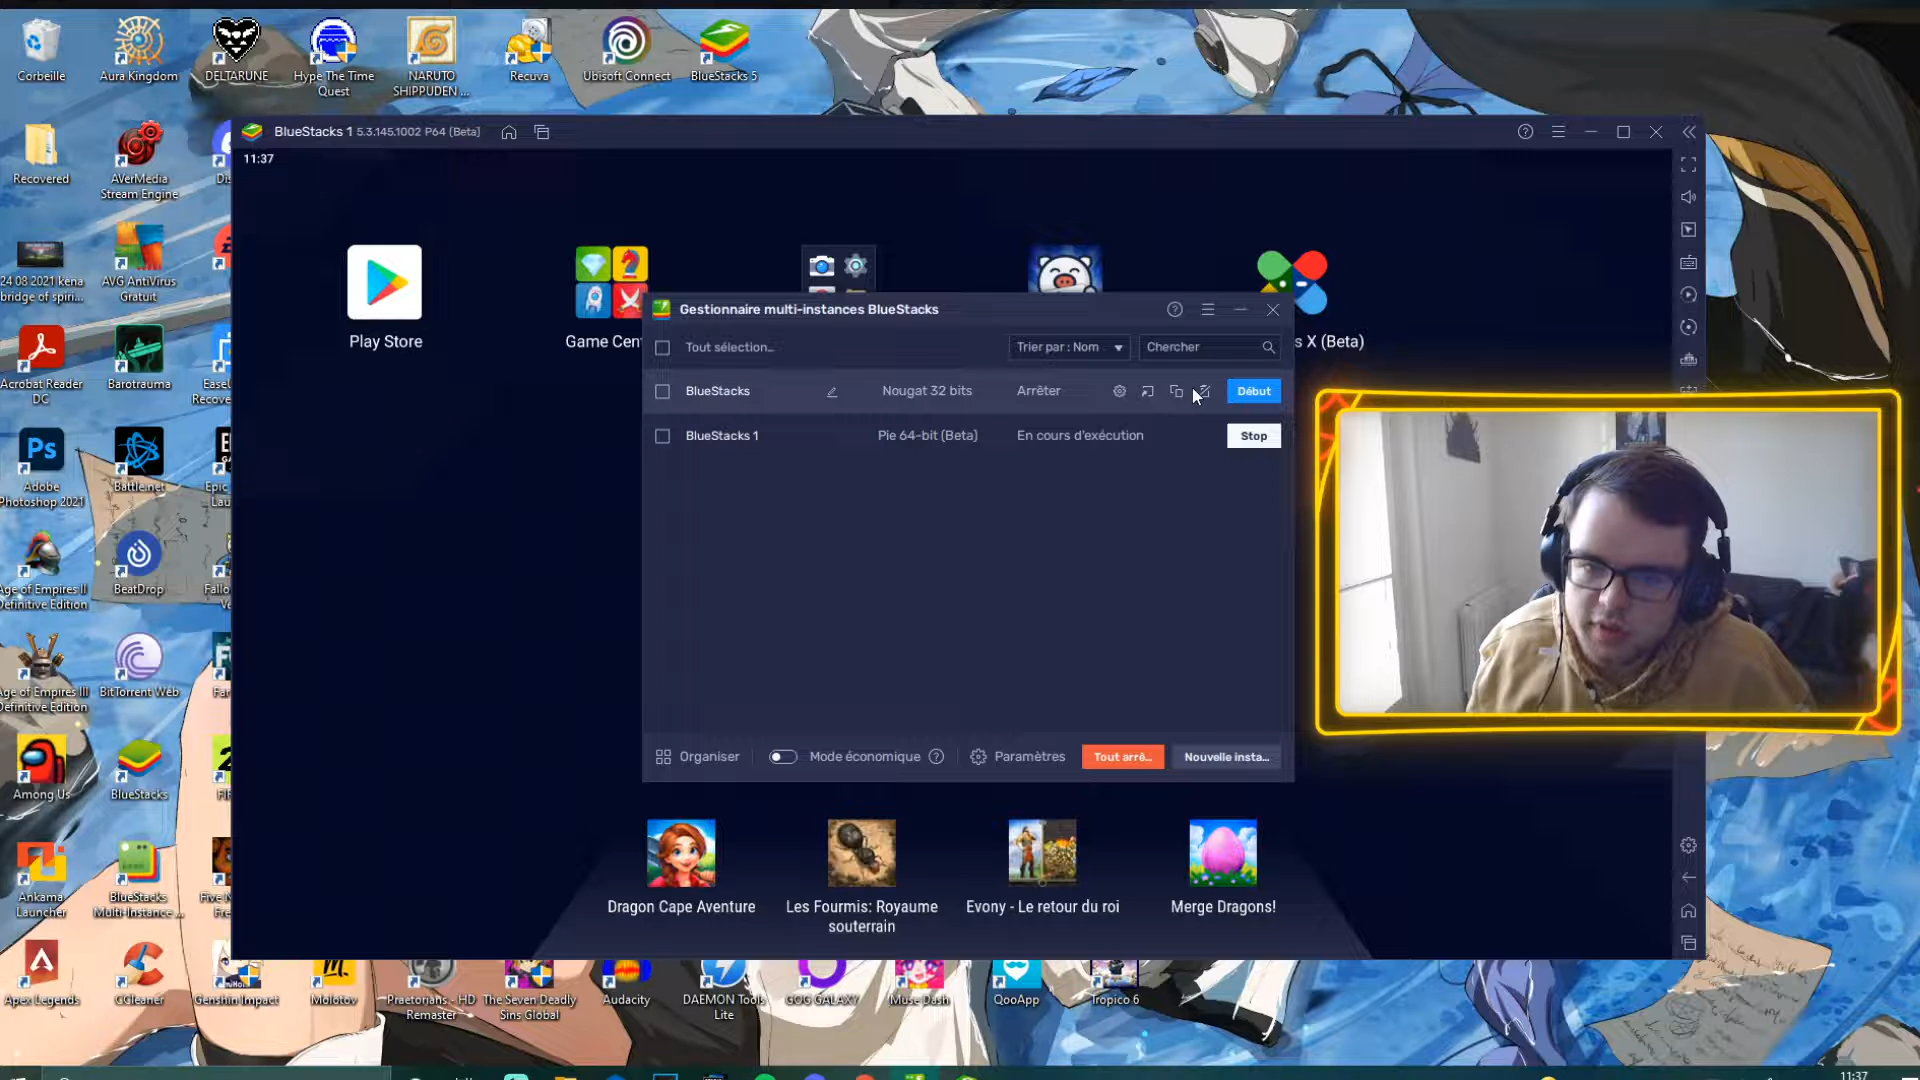 Corbeille
Aura Kingdom
DELTARUNE
Hype The Time
Quest
NARUTO
SHIPPUDEN ...
Recuva
Ubisoft Connect
BlueStacks 5
Recovered
AVerMedia
Stream Engine
24 08 2021 kena
bridge of spiri...
AVG AntiVirus
Gratuit
Acrobat Reader
DC
Barotrauma
EaseU
Recove
Adobe
Photoshop 2021
Battle.net
Epic
Lau
Age of Empires II
Definitive Edition
BeatDrop
Fallo
Age of Empires III
Definitive Edition
BitTorrent Web
Among Us
BlueStacks
Ankama
Launcher
BlueStacks
Multi-Instance ...
Five N
Fre
Apex Legends
CCleaner
Genshin Impact
Molotov
Praetorians - HD
Remaster
The Seven Deadly
Sins Global
Audacity
DAEMON Tools
Lite
GOG GALAXY
Muse Dash
QooApp
Tropico 6
BlueStacks 1 5.3.145.1002 P64 (Beta)
11:37
Play Store
Game Cen
s X (Beta)
Gestionnaire multi-instances BlueStacks
Tout sélection...
Trier par : Nom
Chercher
BlueStacks
Nougat 32 bits
Arrêter
Début
BlueStacks 1
Pie 64-bit (Beta)
En cours d'exécution
Stop
Organiser
Mode économique
Paramètres
Tout arrê...
Nouvelle insta...
Dragon Cape Aventure
Les Fourmis: Royaume
souterrain
Evony - Le retour du roi
Merge Dragons!
11:37